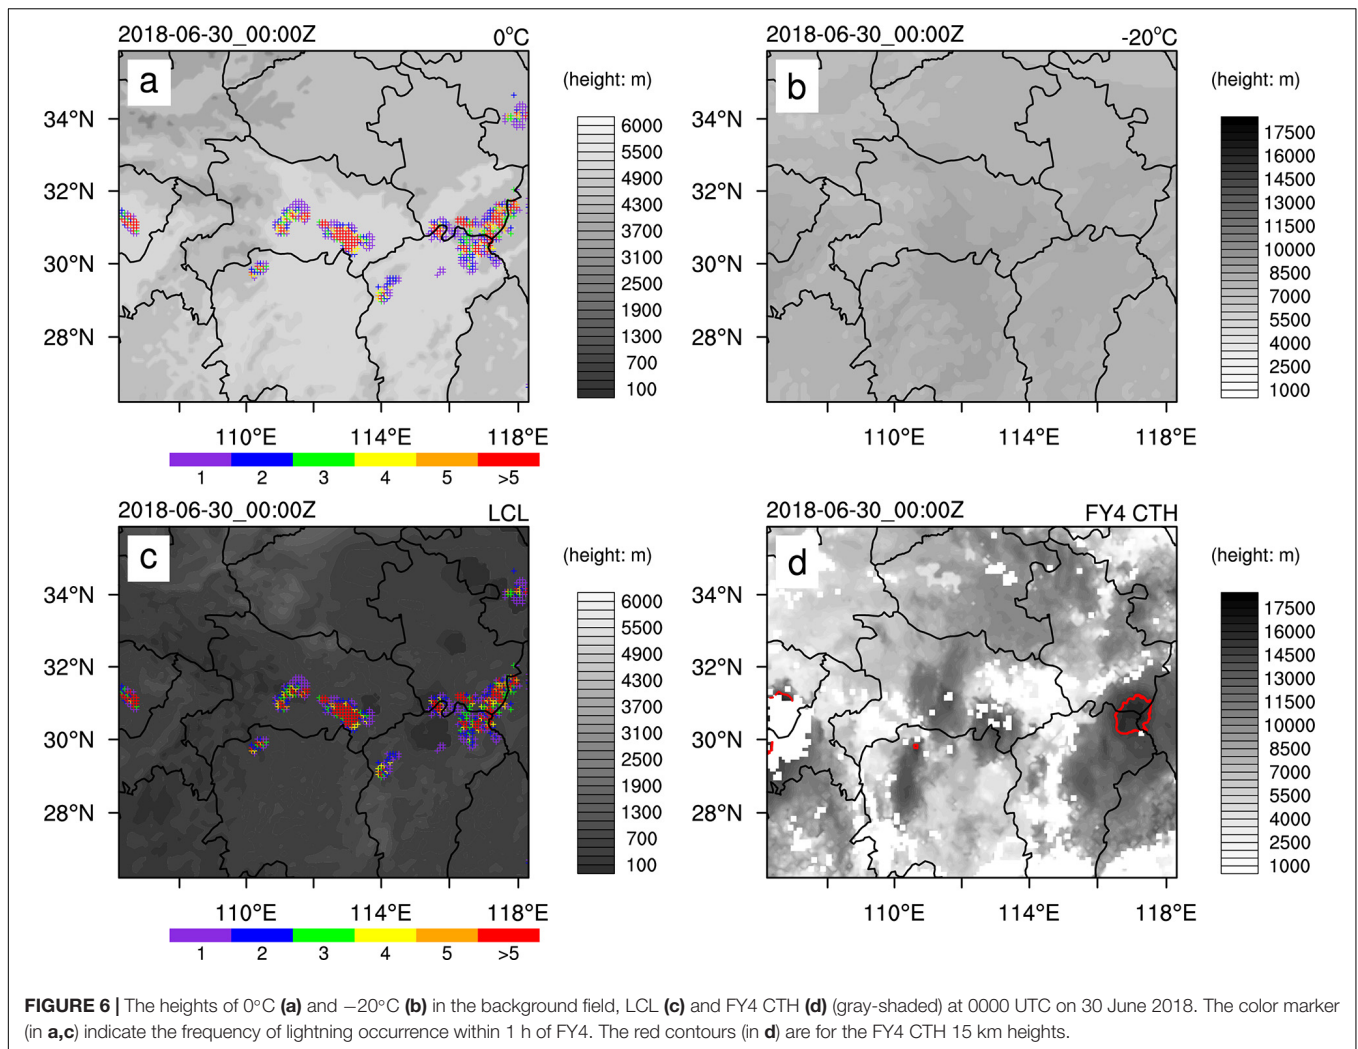 2018-06-30_00:00Z 0°C
a
(height: m)
34°N
32°N
30°N
28°N
6000
5500
4900
4300
3700
3100
2500
1900
1300
700
100
110°E 114°E 118°E
1 2 3 4 5 >5
2018-06-30_00:00Z -20°C
b
(height: m)
34°N
32°N
30°N
28°N
17500
16000
14500
13000
11500
10000
8500
7000
5500
4000
2500
1000
110°E 114°E 118°E
2018-06-30_00:00Z LCL
c
(height: m)
34°N
32°N
30°N
28°N
6000
5500
4900
4300
3700
3100
2500
1900
1300
700
100
110°E 114°E 118°E
1 2 3 4 5 >5
2018-06-30_00:00Z FY4 CTH
d
(height: m)
34°N
32°N
30°N
28°N
17500
16000
14500
13000
11500
10000
8500
7000
5500
4000
2500
1000
110°E 114°E 118°E
FIGURE 6 | The heights of 0°C (a) and −20°C (b) in the background field, LCL (c) and FY4 CTH (d) (gray-shaded) at 0000 UTC on 30 June 2018. The color marker
(in a,c) indicate the frequency of lightning occurrence within 1 h of FY4. The red contours (in d) are for the FY4 CTH 15 km heights.